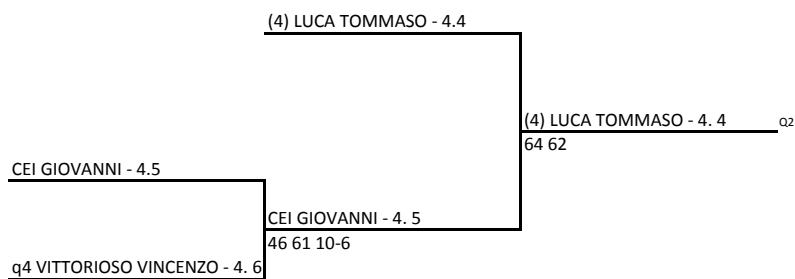 (4) LUCA TOMMASO - 4.4
(4) LUCA TOMMASO - 4. 4 Q2
64 62
CEI GIOVANNI - 4.5
CEI GIOVANNI - 4. 5
46 61 10-6
q4 VITTORIOSO VINCENZO - 4. 6